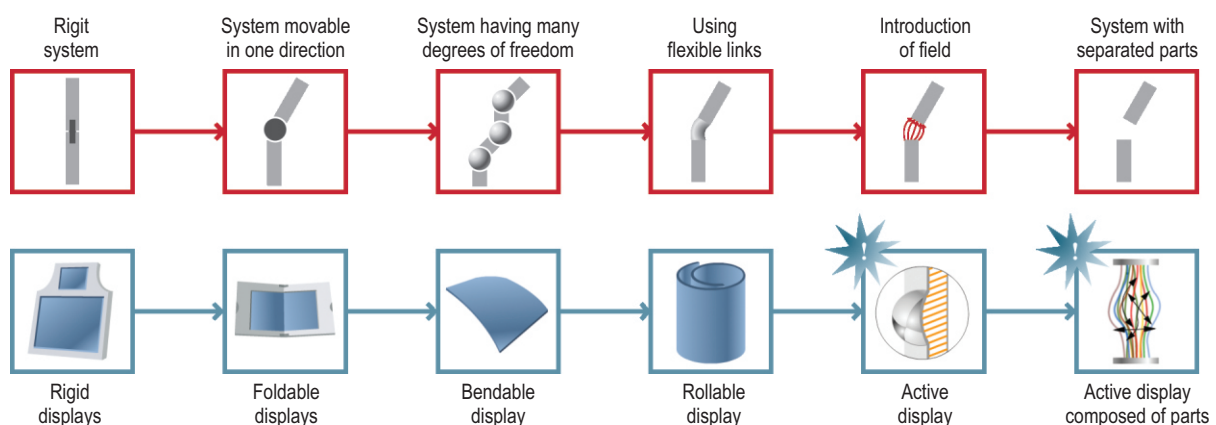 Rigit
system
System movable
in one direction
System having many
degrees of freedom
Using
flexible links
Introduction
of field
System with
separated parts
!
!
Rigid
displays
Foldable
displays
Bendable
display
Rollable
display
Active
display
Active display
composed of parts